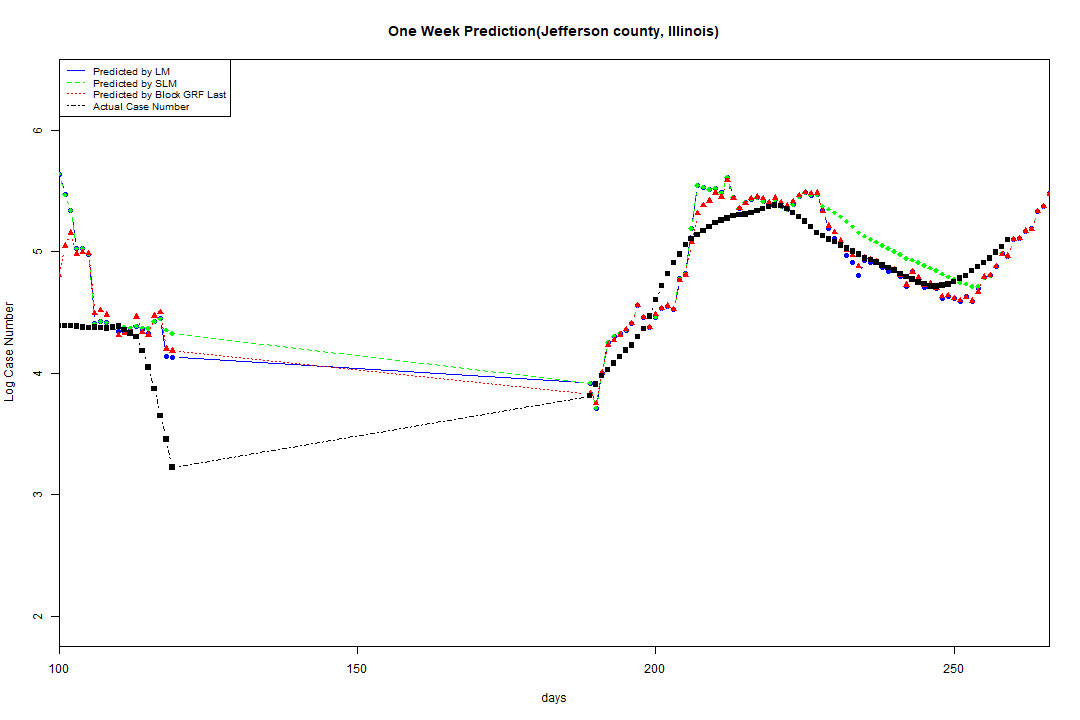 One Week Prediction(Jefferson county, Illinois)
Predicted by LM
Predicted by SLM
Predicted by Block GRF Last
Actual Case Number
6
5
4
3
2
Log Case Number
100
150
200
250
days